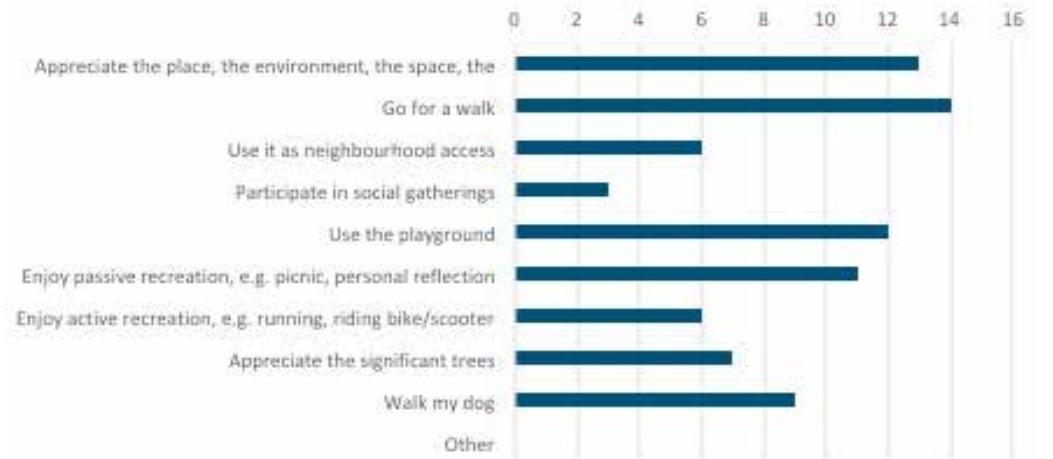 0 2 4 6 8 10 12 14 16
Appreciate the place, the environment, the space, the
Go for a walk
Use it as neighbourhood access
Participate in social gatherings
Use the playground
Enjoy passive recreation, e.g. picnic, personal reflection
Enjoy active recreation, e.g. running, riding bike/scooter
Appreciate the significant trees
Walk my dog
Other